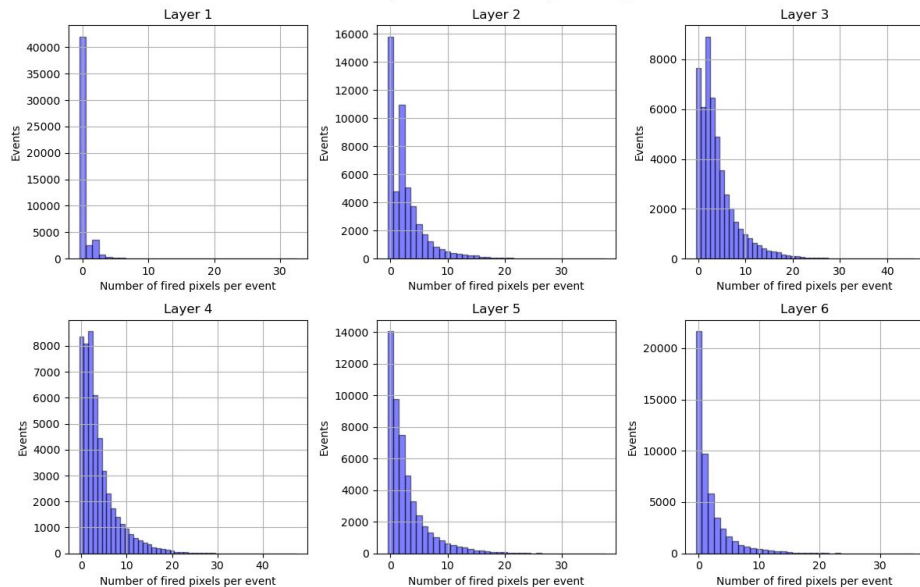 Layer 1
40000
35000
30000
25000
20000
15000
10000
5000
0
Events
0 10 20 30
Number of fired pixels per event
Layer 2
16000
14000
12000
10000
8000
6000
4000
2000
0
Events
0 10 20 30
Number of fired pixels per event
Layer 3
8000
6000
4000
2000
0
Events
0 10 20 30 40
Number of fired pixels per event
Layer 4
8000
7000
6000
5000
4000
3000
2000
1000
0
Events
0 10 20 30 40
Number of fired pixels per event
Layer 5
14000
12000
10000
8000
6000
4000
2000
0
Events
0 10 20 30
Number of fired pixels per event
Layer 6
20000
15000
10000
5000
0
Events
0 10 20 30
Number of fired pixels per event